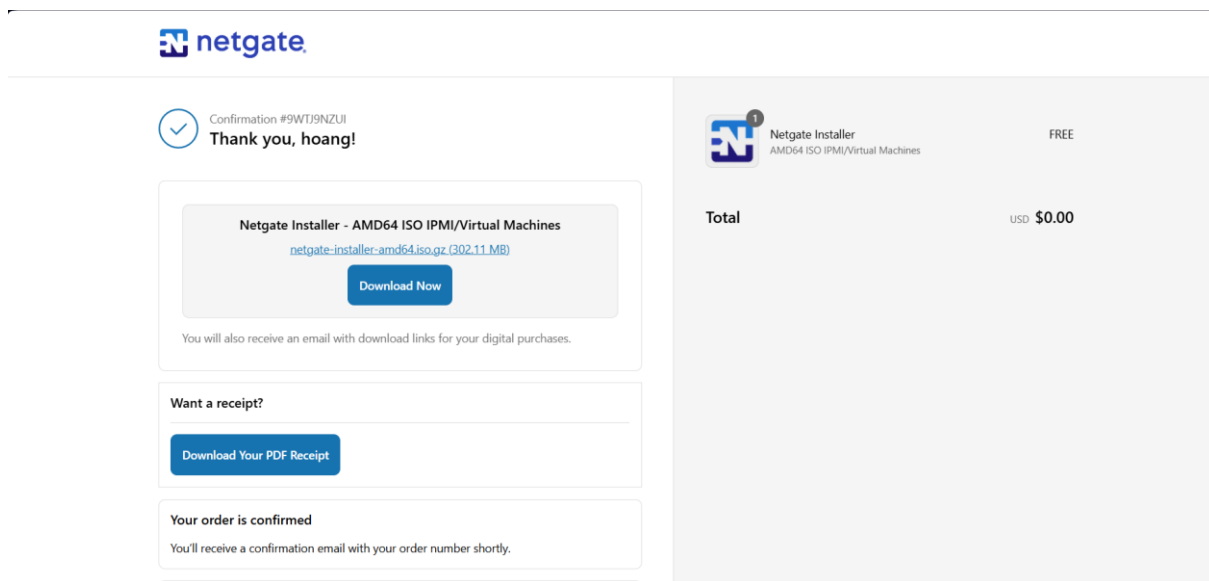 netgate
Confirmation #9WTJ9NZUI
Thank you, hoang!
Netgate Installer - AMD64 ISO IPMI/Virtual Machines
netgate-installer-amd64.iso.gz (302.11 MB)
Download Now
You will also receive an email with download links for your digital purchases.
Want a receipt?
Download Your PDF Receipt
Your order is confirmed
You'll receive a confirmation email with your order number shortly.
1
Netgate Installer FREE
AMD64 ISO IPMI/Virtual Machines
Total USD $0.00